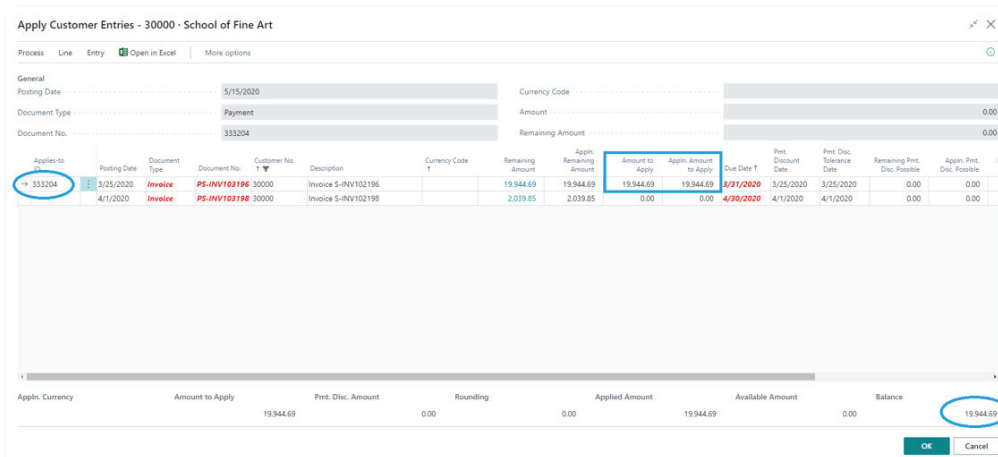 Apply Customer Entries - 30000 · School of Fine Art
Process Line Entry Open in Excel More options
General
Posting Date 5/15/2020 Currency Code
Document Type Payment Amount 0.00
Document No. 333204 Remaining Amount 0.00
Applies-to ID Posting Date Document Type Document No. Customer No. Description Currency Code Remaining Amount Appln. Remaining Amount Amount to Apply Appln. Amount to Apply Due Date Pmt. Discount Date Pmt. Disc. Tolerance Date Remaining Pmt. Disc. Possible Appln. Pmt. Disc. Possible
333204 3/25/2020 Invoice PS-INV103196 30000 Invoice S-INV102196 19,944.69 19,944.69 19,944.69 19,944.69 3/31/2020 3/25/2020 3/25/2020 0.00 0.00
4/1/2020 Invoice PS-INV103198 30000 Invoice S-INV102198 2,039.85 2,039.85 0.00 0.00 4/30/2020 4/1/2020 4/1/2020 0.00 0.00
Appln. Currency Amount to Apply Pmt. Disc. Amount Rounding Applied Amount Available Amount Balance
19,944.69 0.00 0.00 19,944.69 0.00 19,944.69
OK Cancel